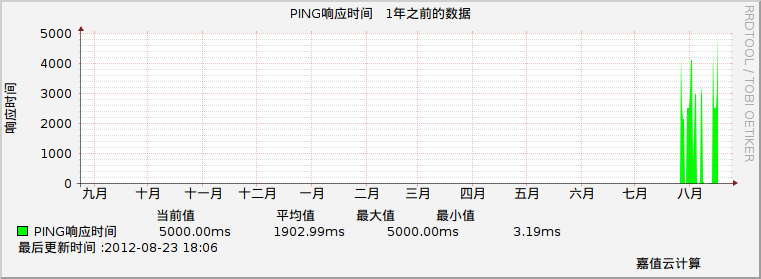 PING响应时间 1年之前的数据
RRDTOOL / TOBI OETIKER
响应时间
5000
4000
3000
2000
1000
0
九月 十月 十一月 十二月 一月 二月 三月 四月 五月 六月 七月 八月
当前值 平均值 最大值 最小值
PING响应时间 5000.00ms 1902.99ms 5000.00ms 3.19ms
最后更新时间 :2012-08-23 18:06
嘉值云计算